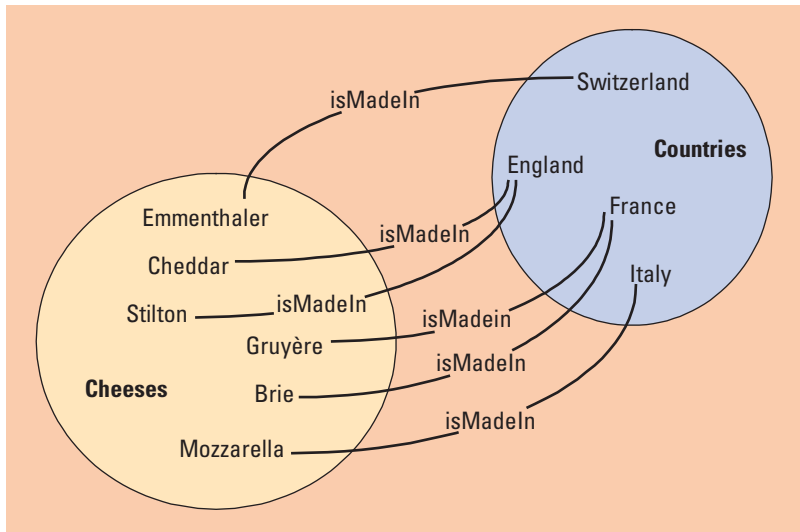 Switzerland
isMadeIn
Countries
England
Emmenthaler
France
isMadeIn
Cheddar
Italy
isMadeIn
Stilton
isMadein
Gruyère
isMadeIn
Cheeses
Brie
isMadeIn
Mozzarella